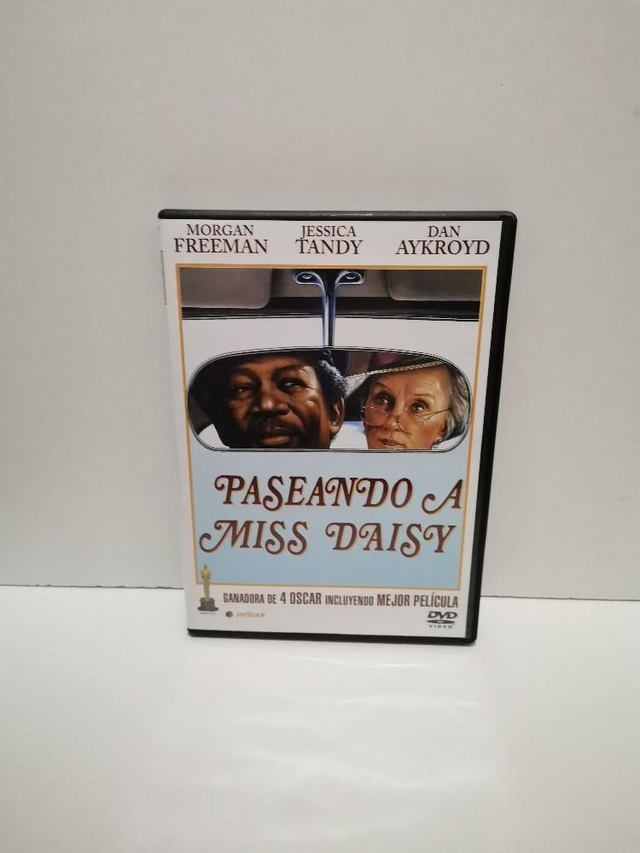 MORGAN FREEMAN
JESSICA TANDY
DAN AYKROYD
PASEANDO A
MISS DAISY
GANADORA DE 4 OSCAR INCLUYENDO MEJOR PELÍCULA
DVD
VIDEO